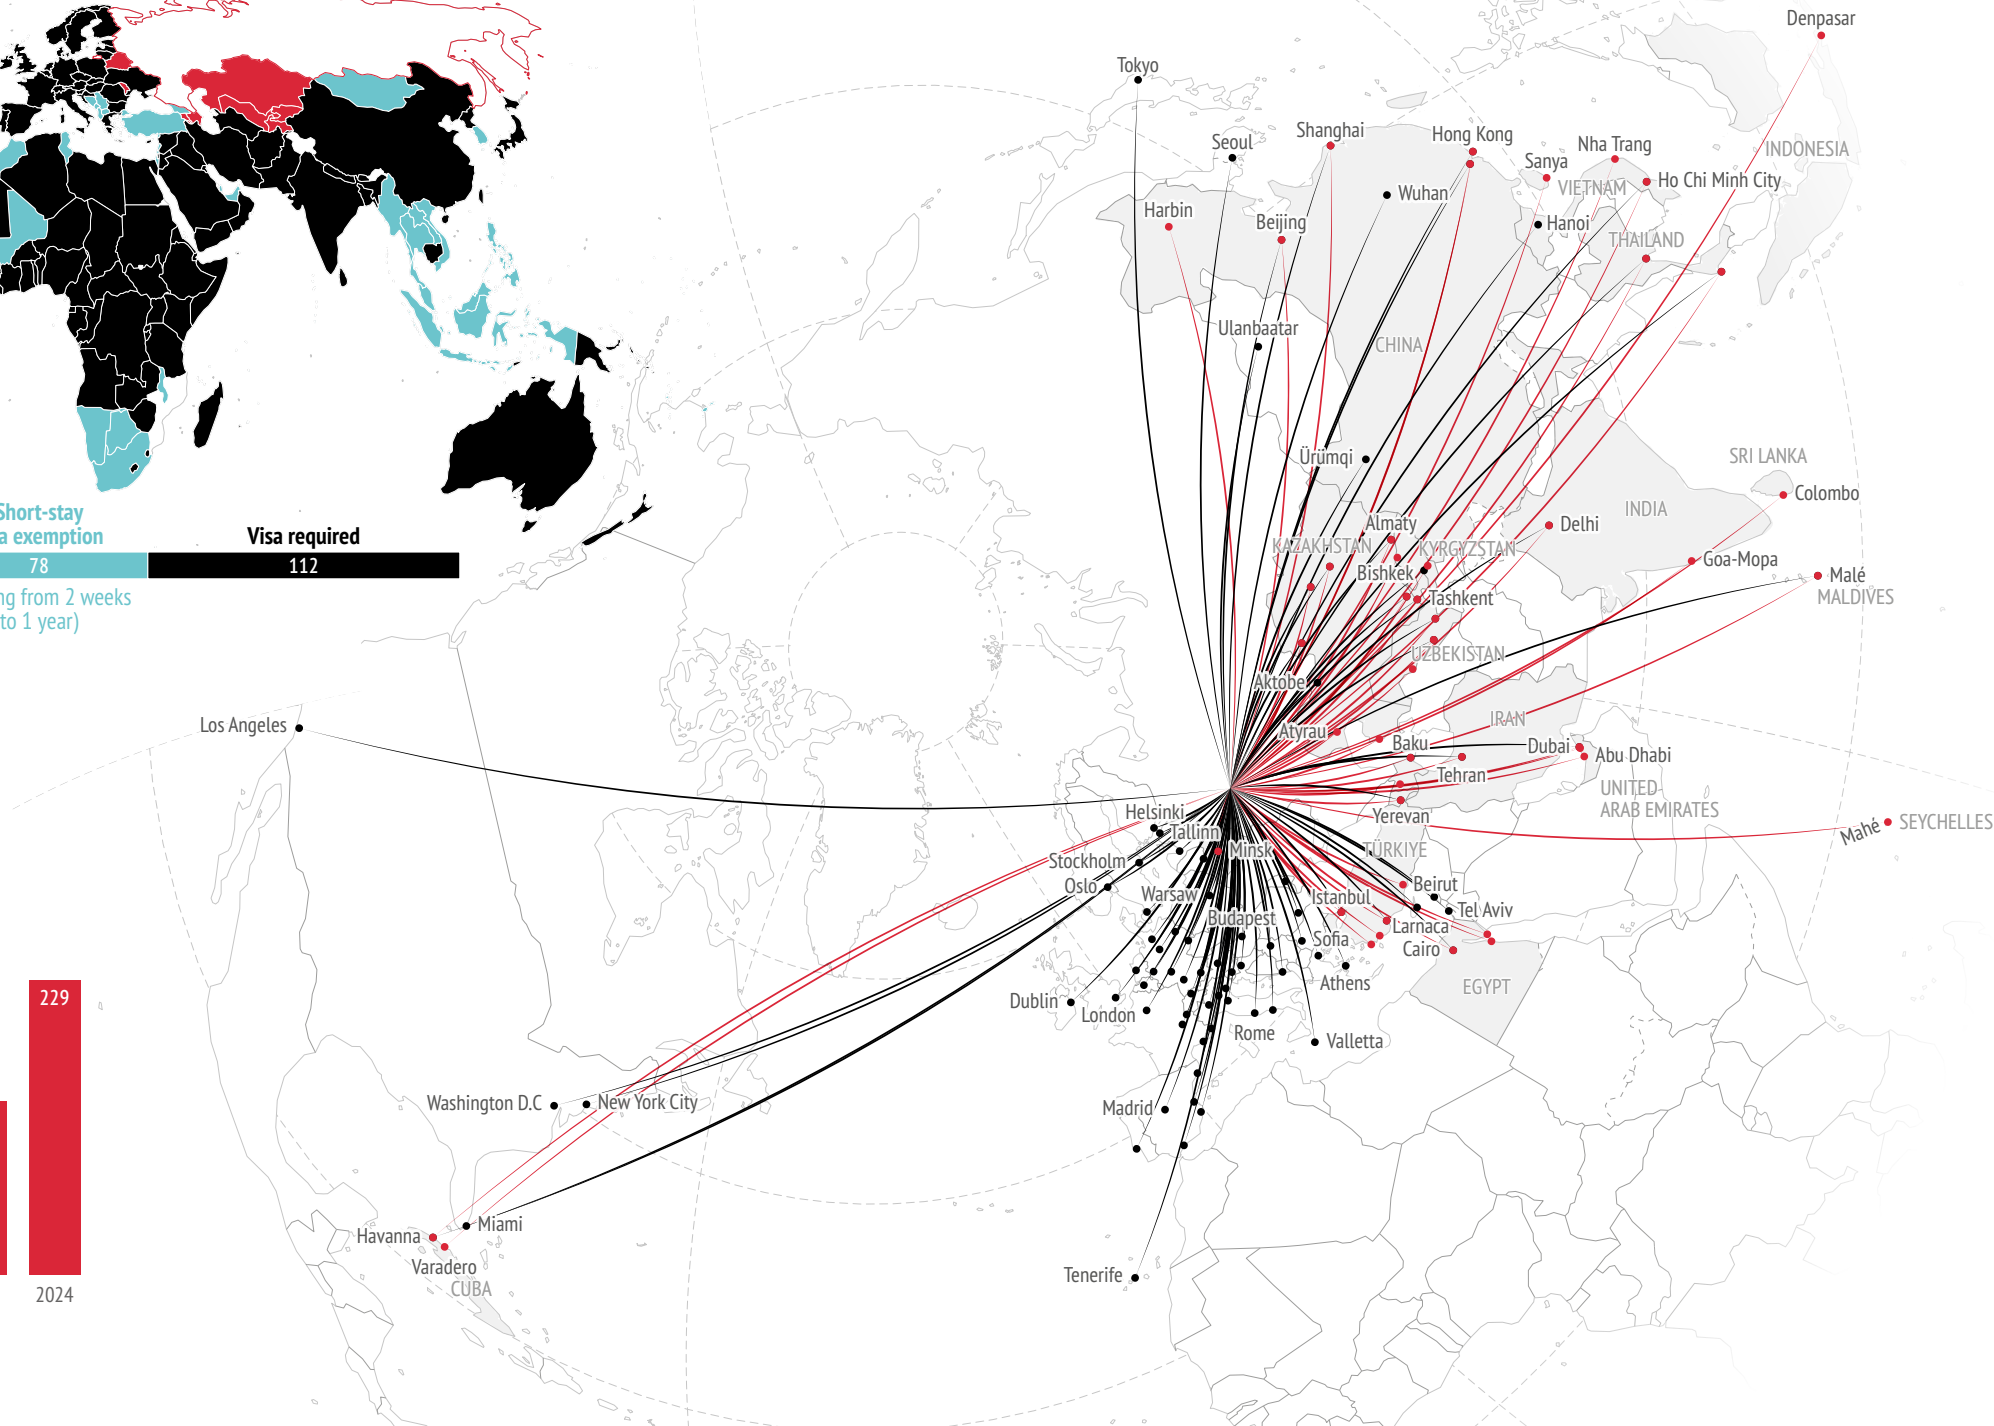 Short-stay
a exemption
78
ng from 2 weeks
to 1 year)
Visa required
112
229
2024
Denpasar
Tokyo
Seoul
Shanghai
Hong Kong
Nha Trang
Sanya
INDONESIA
Ho Chi Minh City
VIETNAM
Wuhan
Harbin
Beijing
Hanoi
THAILAND
Ulanbaatar
CHINA
Ürümqi
SRI LANKA
Colombo
INDIA
Almaty
Delhi
KAZAKHSTAN
KYRGYZSTAN
Goa-Mopa
Bishkek
Malé
MALDIVES
Tashkent
UZBEKISTAN
Aktobe
IRAN
Los Angeles
Atyrau
Baku
Dubai
Abu Dhabi
Tehran
UNITED
ARAB EMIRATES
Helsinki
Tallinn
Yerevan
Mahé
SEYCHELLES
Stockholm
Minsk
TÜRKIYE
Oslo
Warsaw
Istanbul
Beirut
Budapest
Tel Aviv
Larnaca
Sofia
Cairo
Athens
EGYPT
Dublin
London
Rome
Valletta
Washington D.C
New York City
Madrid
Havanna
Miami
Varadero
CUBA
Tenerife